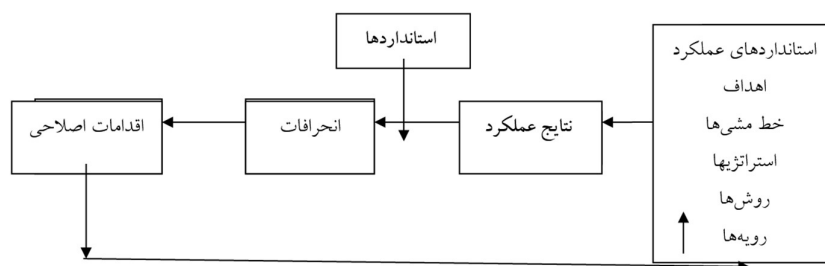 استانداردها
استانداردهای عملکرد
اهداف
خط مشی‌ها
استراتژیها
روش‌ها
رویه‌ها
نتایج عملکرد
انحرافات
اقدامات اصلاحی